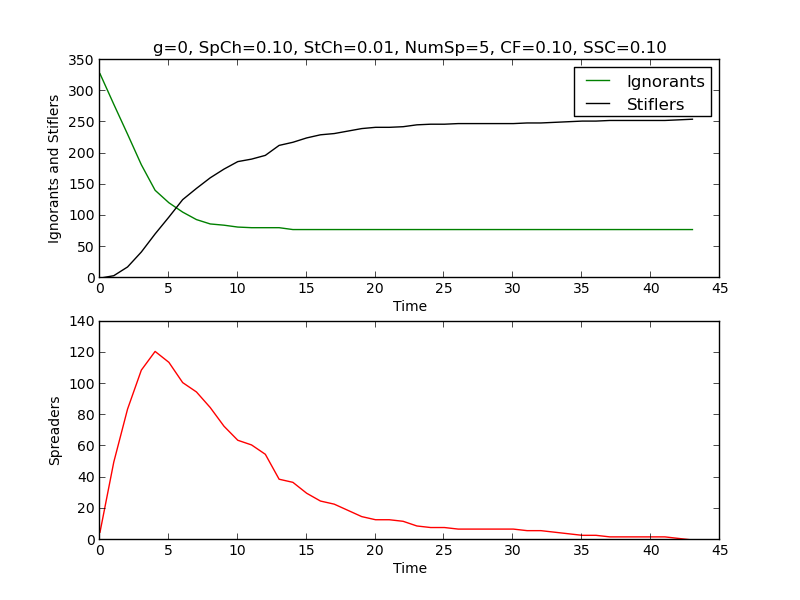 g=0, SpCh=0.10, StCh=0.01, NumSp=5, CF=0.10, SSC=0.10
350
300
250
200
150
100
50
0
Ignorants and Stiflers
Ignorants
Stiflers
0 5 10 15 20 25 30 35 40 45
Time
140
120
100
80
60
40
20
0
Spreaders
0 5 10 15 20 25 30 35 40 45
Time